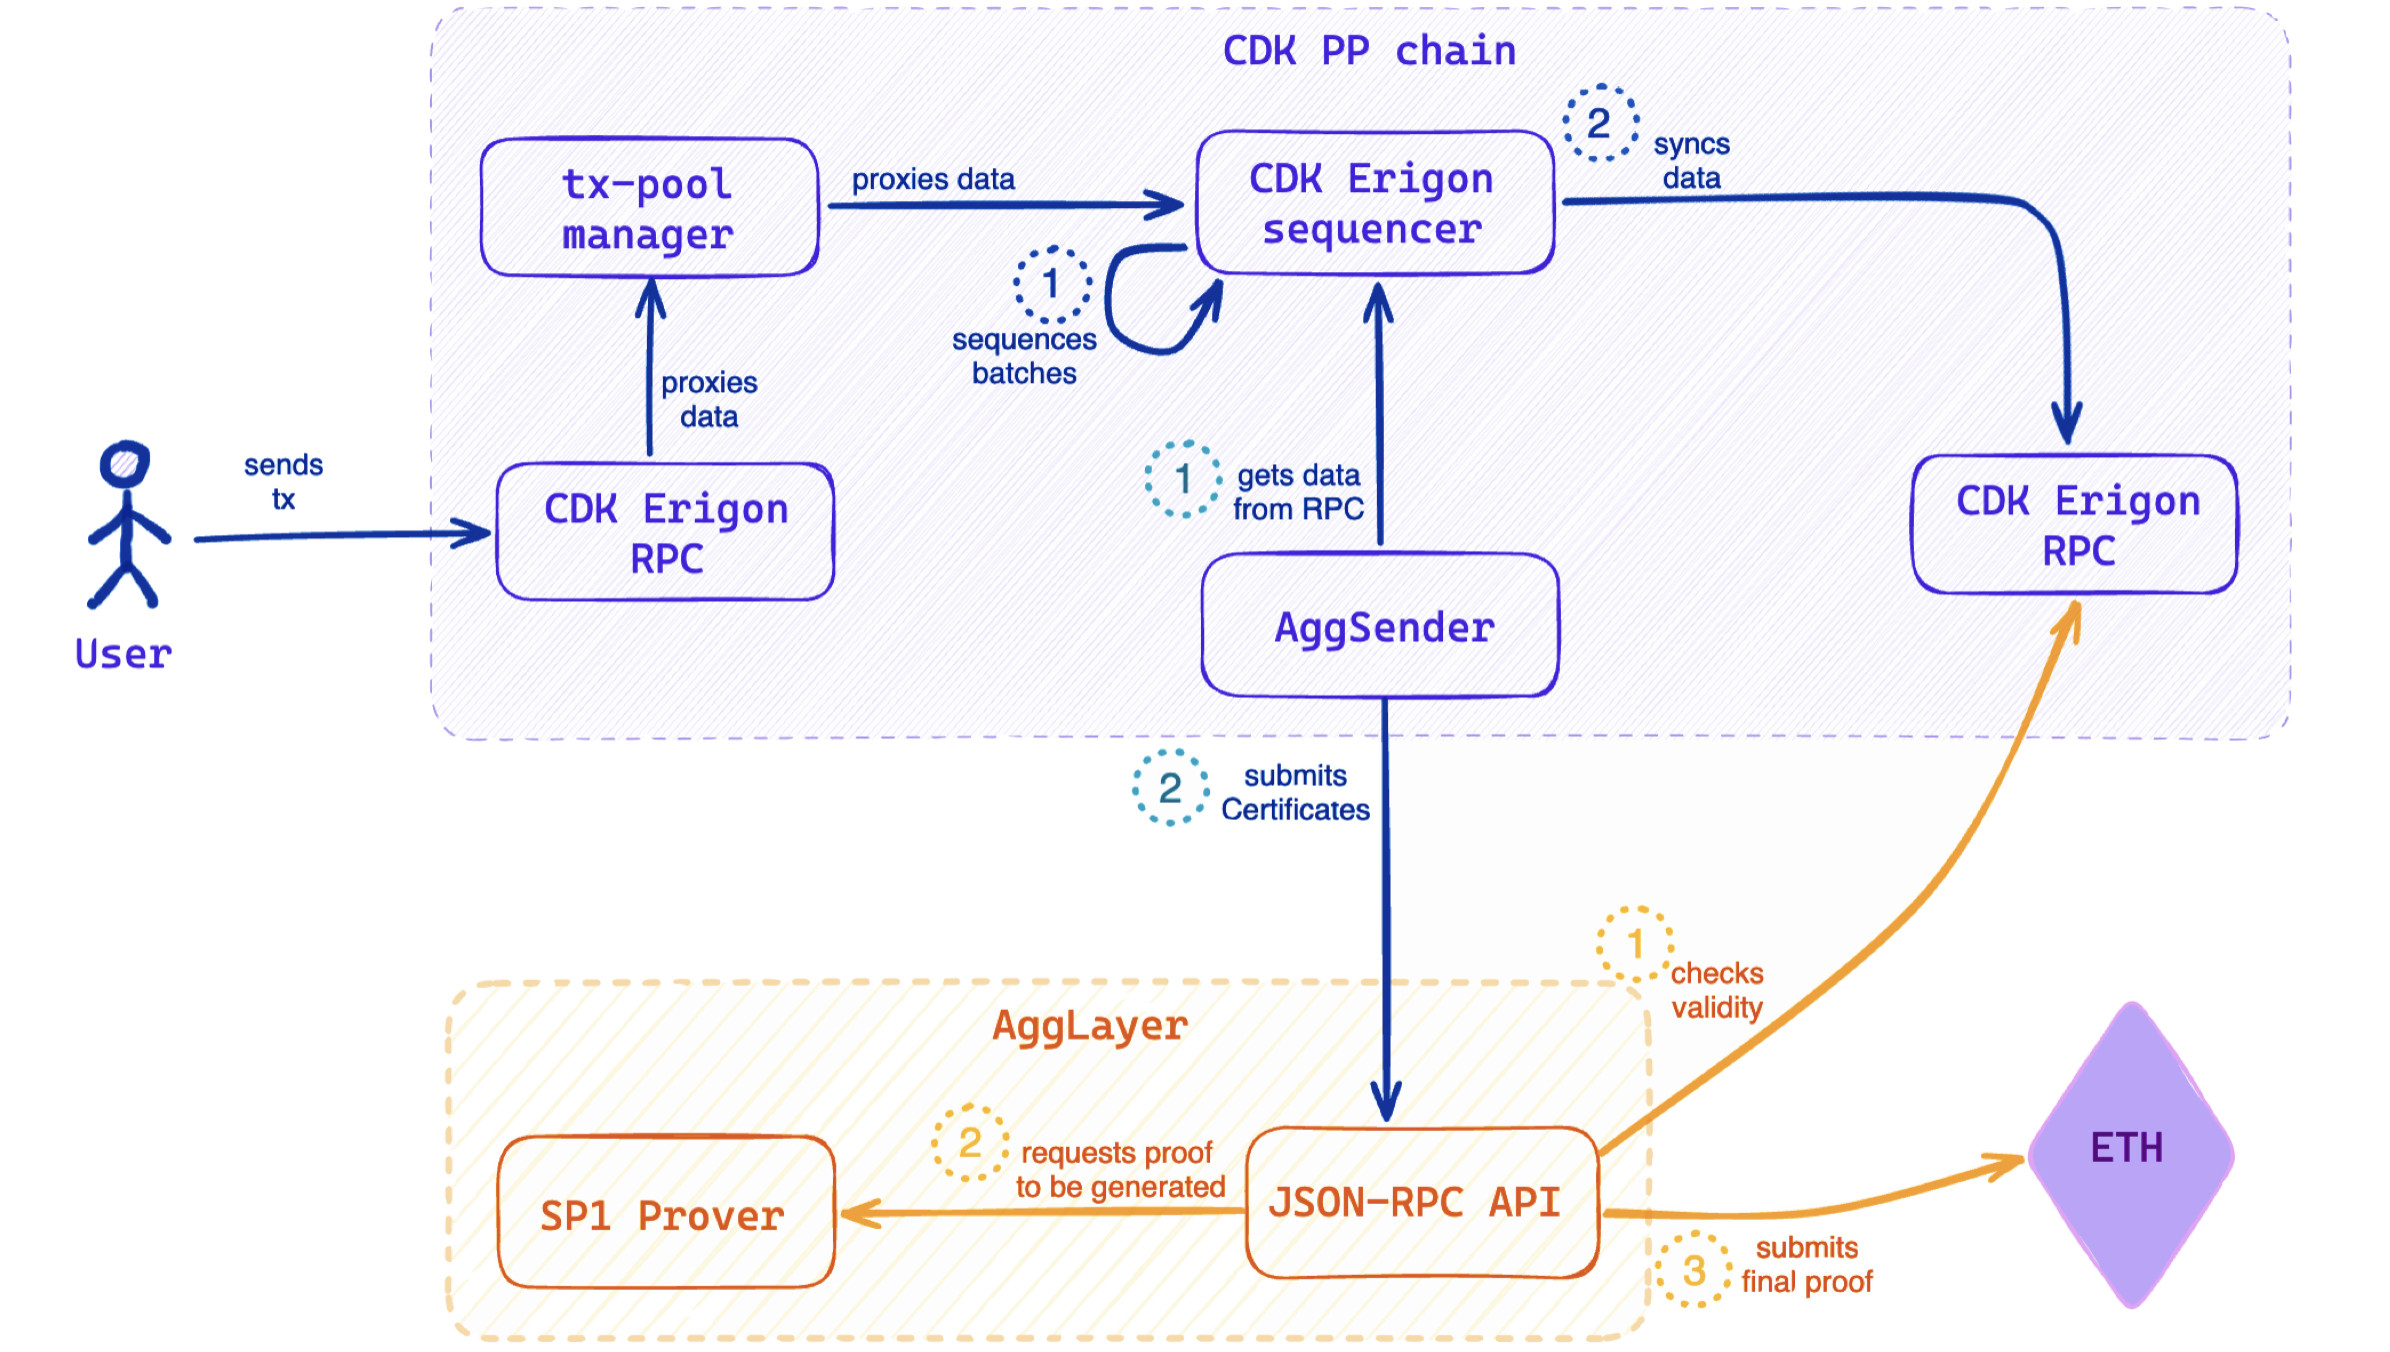 CDK PP chain
2
syncs
data
tx-pool
manager
proxies data
CDK Erigon
sequencer
1
sequences
batches
proxies
data
sends
tx
User
CDK Erigon
RPC
1
gets data
from RPC
CDK Erigon
RPC
AggSender
2
submits
Certificates
1
checks
validity
AggLayer
2
requests proof
to be generated
SP1 Prover
JSON-RPC API
ETH
3
submits
final proof